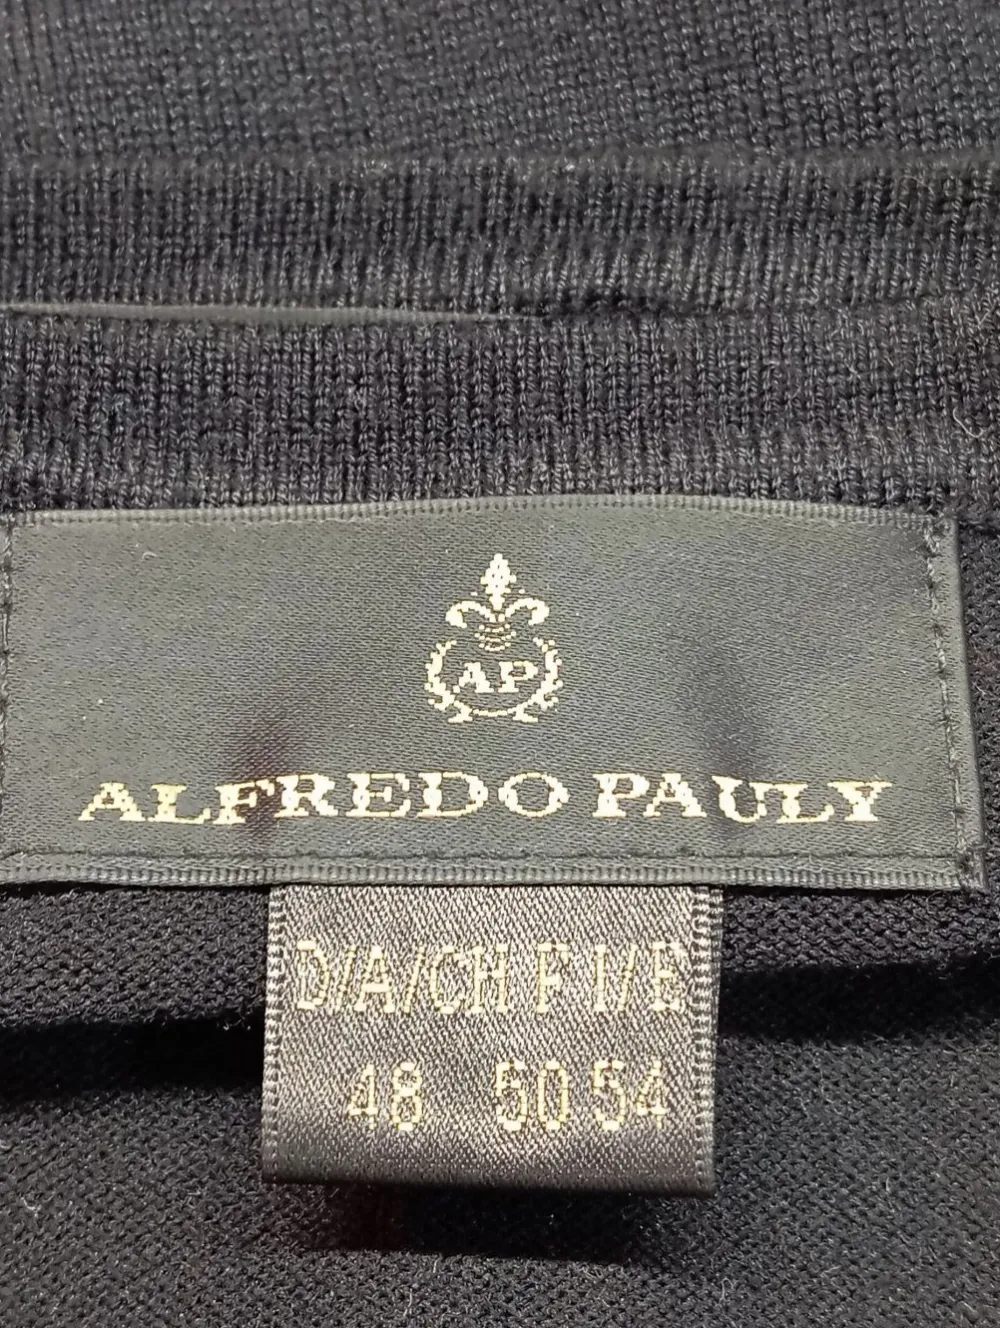 AP
ALFREDO PAULY
D/A/CH F I/E
48 50 54